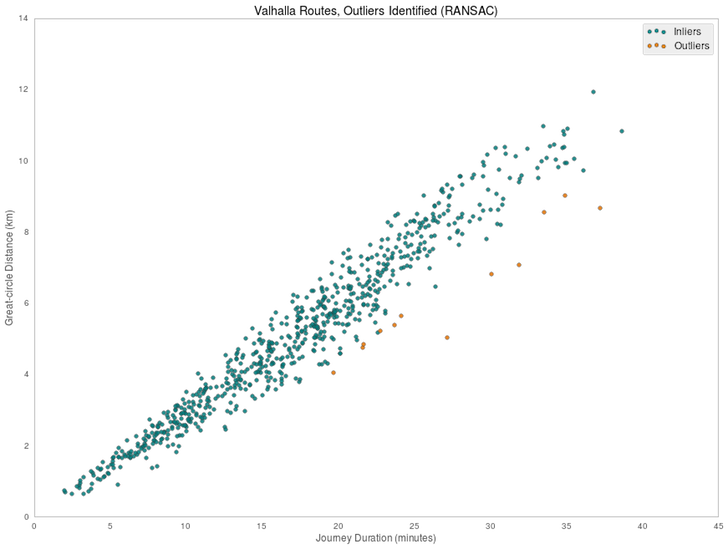 Valhalla Routes, Outliers Identified (RANSAC)
14
Inliers
Outliers
12
10
8
6
4
2
0
Great-circle Distance (km)
0 5 10 15 20 25 30 35 40 45
Journey Duration (minutes)